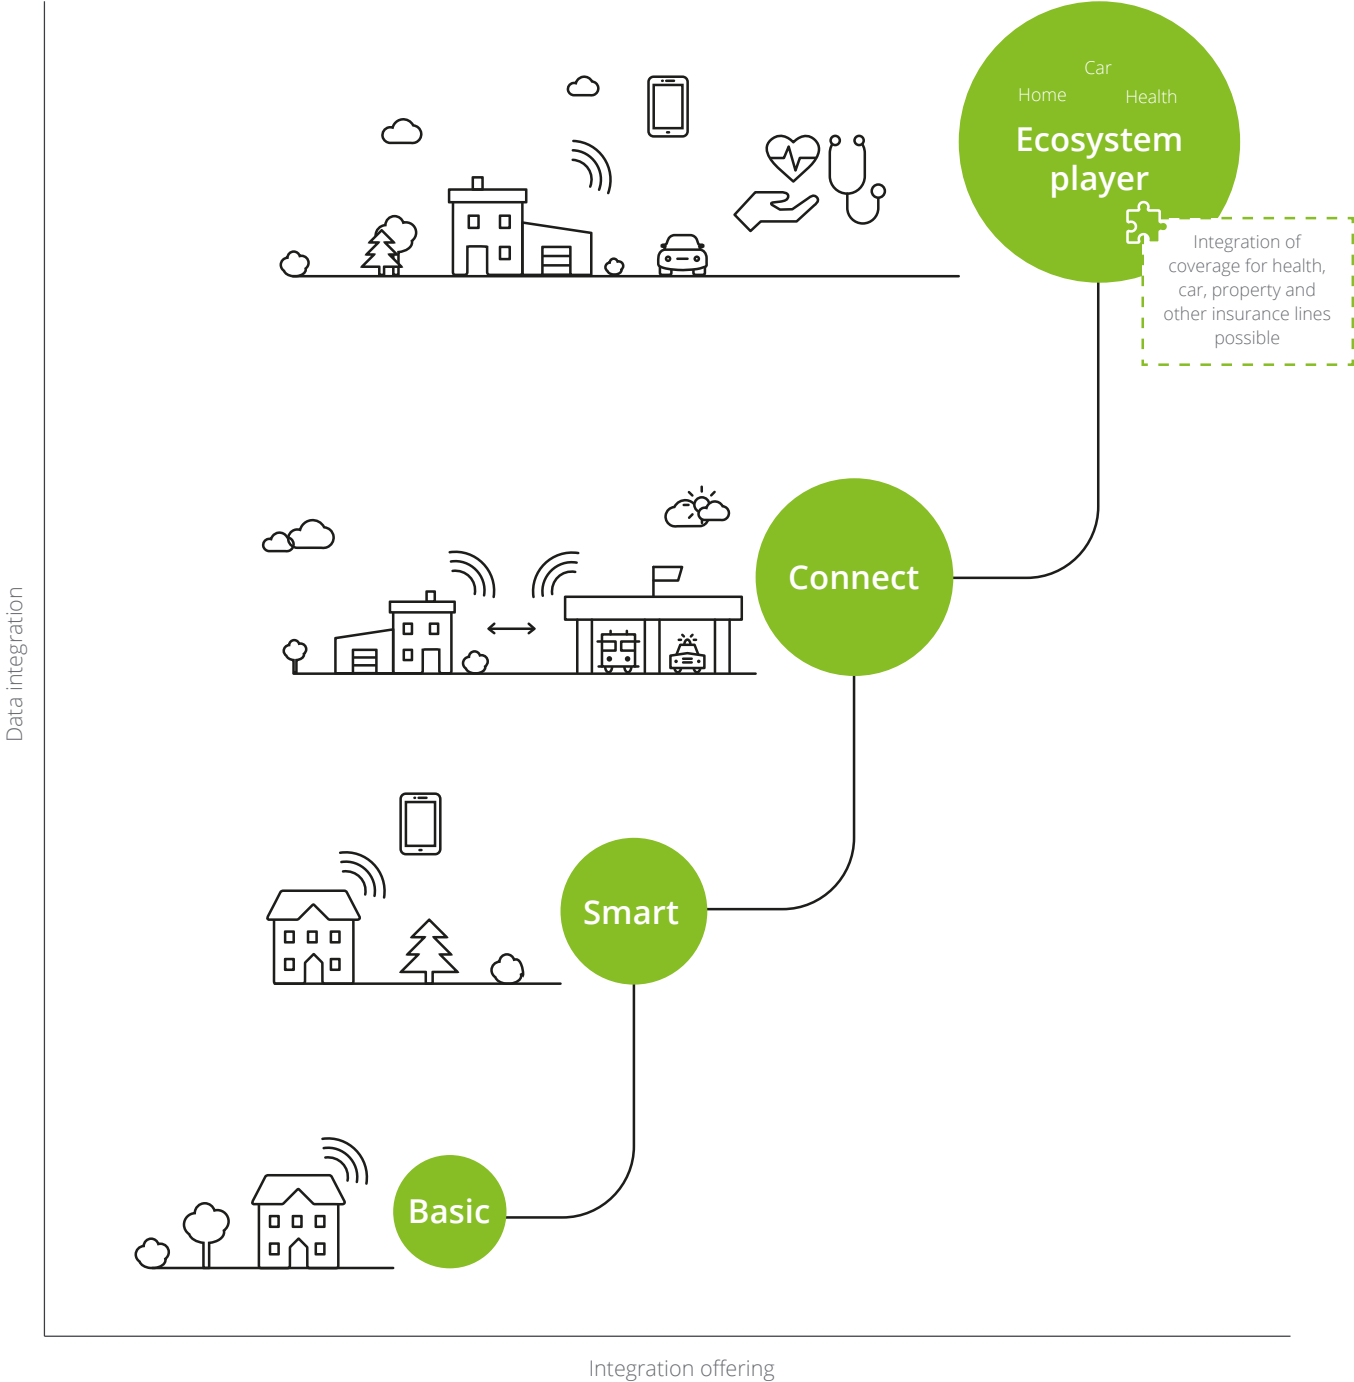 Car
Home
Health
Ecosystem
player
Integration of
coverage for health,
car, property and
other insurance lines
possible
Connect
Data integration
Smart
Basic
Integration offering